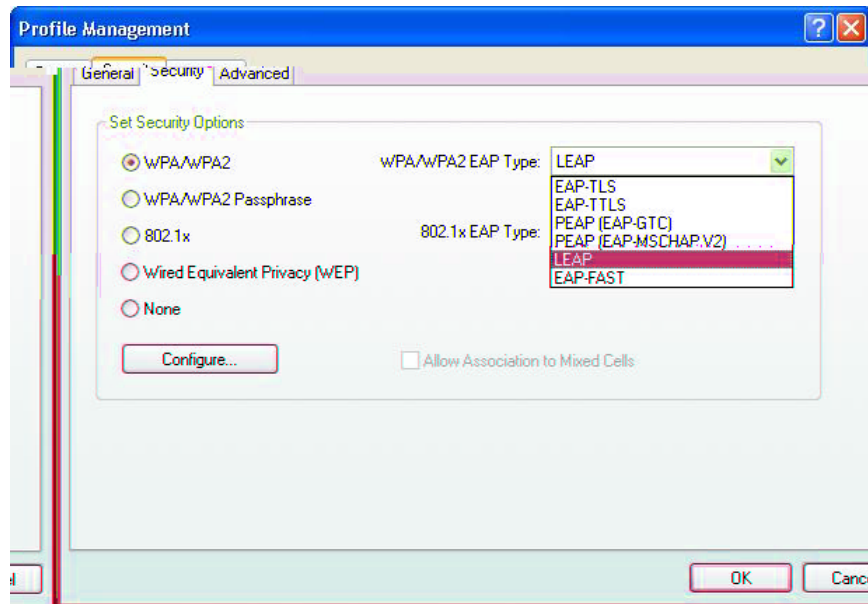 Profile Management
General Security Advanced
Set Security Options
WPA/WPA2 WPA/WPA2 EAP Type: LEAP
EAP-TLS
WPA/WPA2 Passphrase EAP-TTLS
PEAP (EAP-GTC)
802.1x 802.1x EAP Type: PEAP (EAP-MSCHAP V2)
LEAP
Wired Equivalent Privacy (WEP) EAP-FAST
None
Configure... Allow Association to Mixed Cells
OK Canc